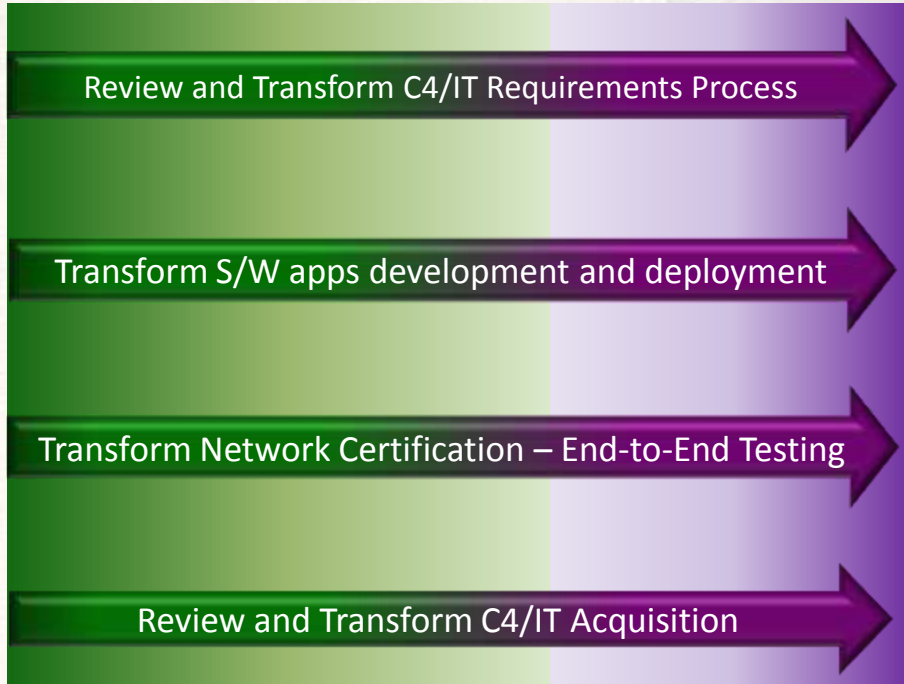 Review and Transform C4/IT Requirements Process
Transform S/W apps development and deployment
Transform Network Certification – End-to-End Testing
Review and Transform C4/IT Acquisition